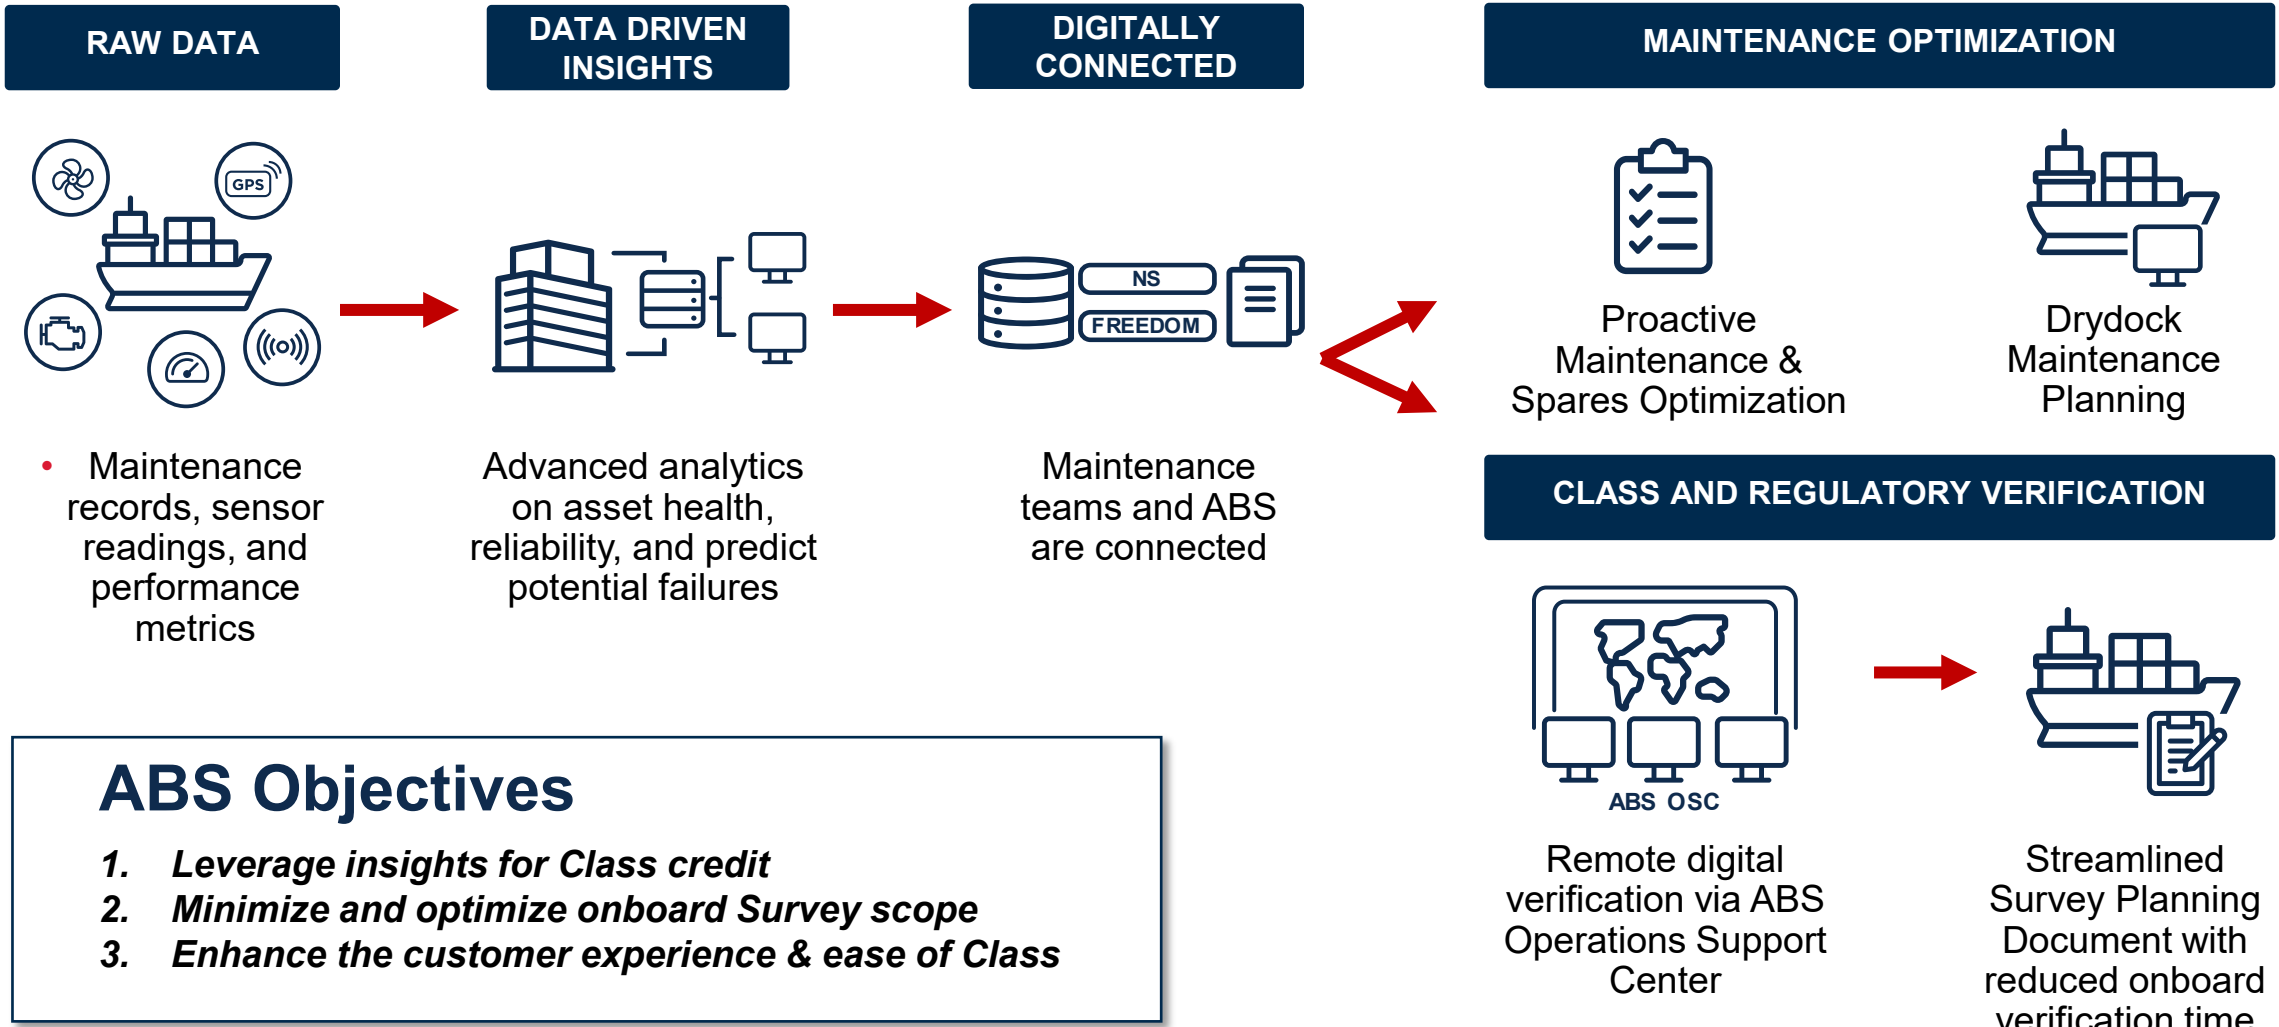 RAW DATA
DATA DRIVEN
INSIGHTS
DIGITALLY
CONNECTED
MAINTENANCE OPTIMIZATION
GPS
NS
FREEDOM
Proactive
Maintenance &
Spares Optimization
Drydock
Maintenance
Planning
• Maintenance
records, sensor
readings, and
performance
metrics
Advanced analytics
on asset health,
reliability, and predict
potential failures
Maintenance
teams and ABS
are connected
CLASS AND REGULATORY VERIFICATION
ABS OSC
Remote digital
verification via ABS
Operations Support
Center
Streamlined
Survey Planning
Document with
reduced onboard
verification time
ABS Objectives
1. Leverage insights for Class credit
2. Minimize and optimize onboard Survey scope
3. Enhance the customer experience & ease of Class